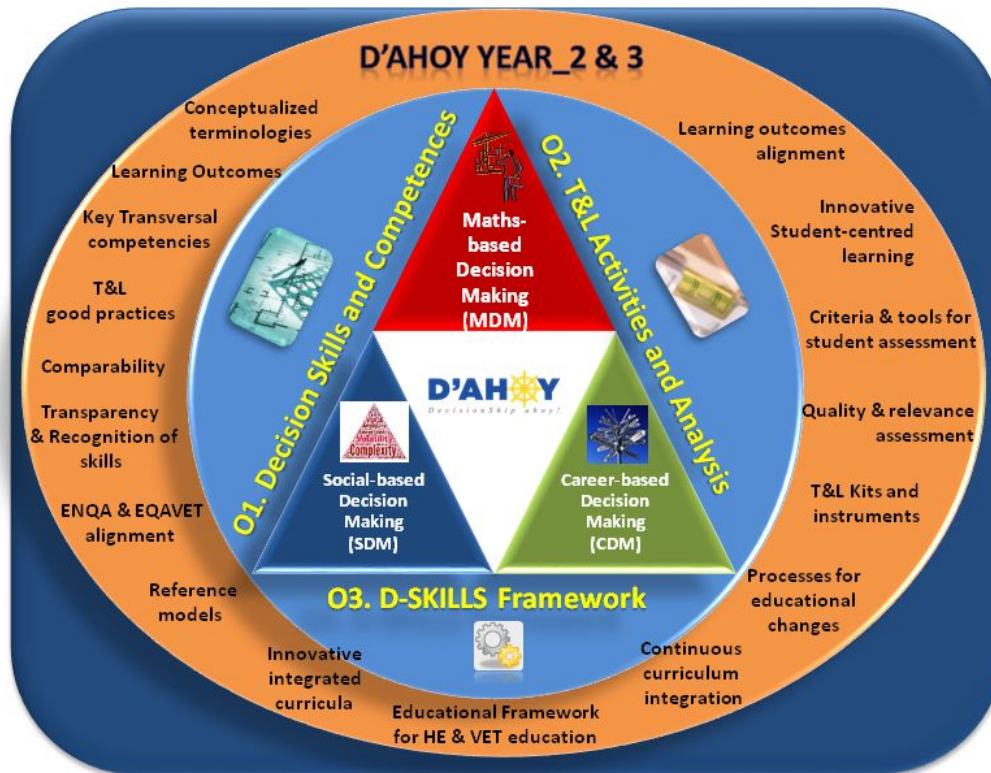 D'AHOY YEAR_2 & 3
Conceptualized
terminologies
Learning Outcomes
Key Transversal
competencies
T&L
good practices
Comparability
Transparency
& Recognition of
skills
ENQA & EQAVET
alignment
Reference
models
Innovative
integrated
curricula
Educational Framework
for HE & VET education
Continuous
curriculum
integration
Processes for
educational
changes
T&L Kits and
instruments
Quality & relevance
assessment
Criteria & tools for
student assessment
Innovative
Student-centred
learning
Learning outcomes
alignment
O1. Decision Skills and Competences
O2. T&L Activities and Analysis
O3. D-SKILLS Framework
Maths-
based
Decision
Making
(MDM)
D'AHOY
DecisionShip ahoy!
Volatility
Complexity
Social-based
Decision
Making
(SDM)
Career-based
Decision
Making
(CDM)